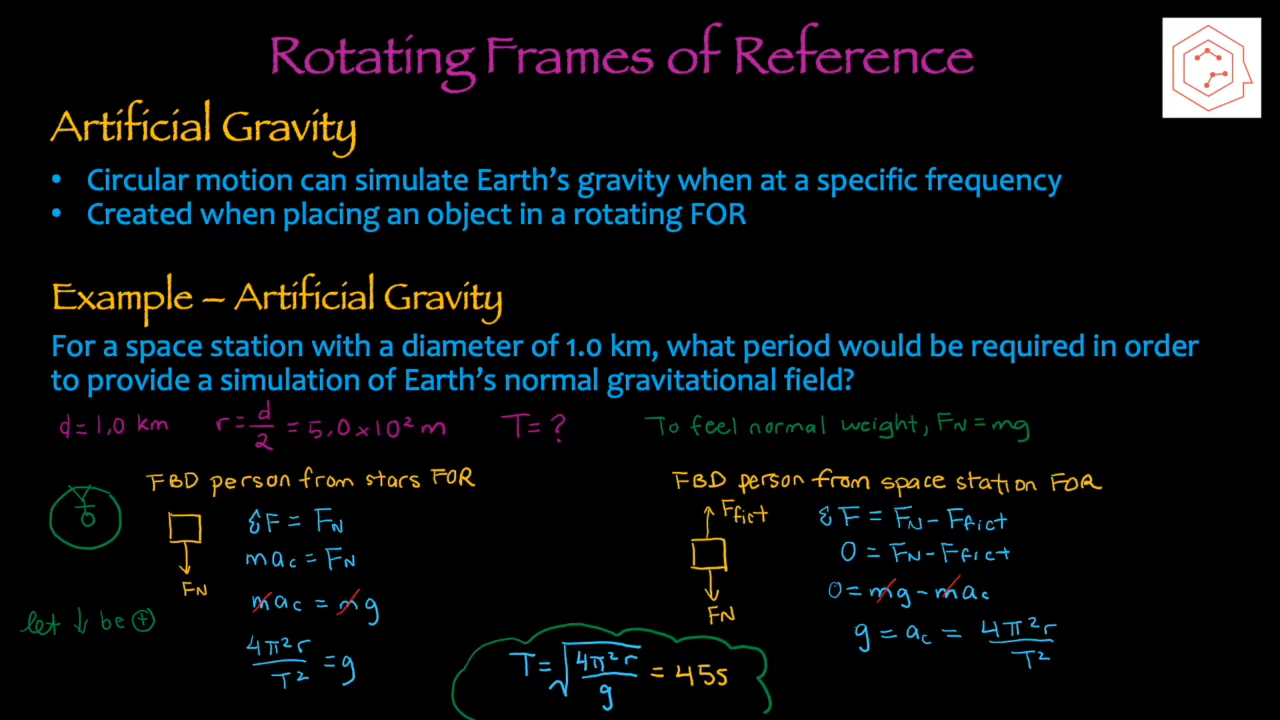 Rotating Frames of Reference
Artificial Gravity
• Circular motion can simulate Earth's gravity when at a specific frequency
• Created when placing an object in a rotating FOR
Example – Artificial Gravity
For a space station with a diameter of 1.0 km, what period would be required in order
to provide a simulation of Earth's normal gravitational field?
d = 1.0 km r = d/2 = 5.0 × 10² m T = ? To feel normal weight, FN = mg
FBD person from stars FOR
FN
let ↓ be ⊕
ΣF = FN
mac = FN
mac = mg
4π²r/T² = g
FBD person from space station FOR
Ffict
FN
ΣF = FN − Ffict
0 = FN − Ffict
0 = mg − mac
g = ac = 4π²r/T²
T = √(4π²r/g) = 45s